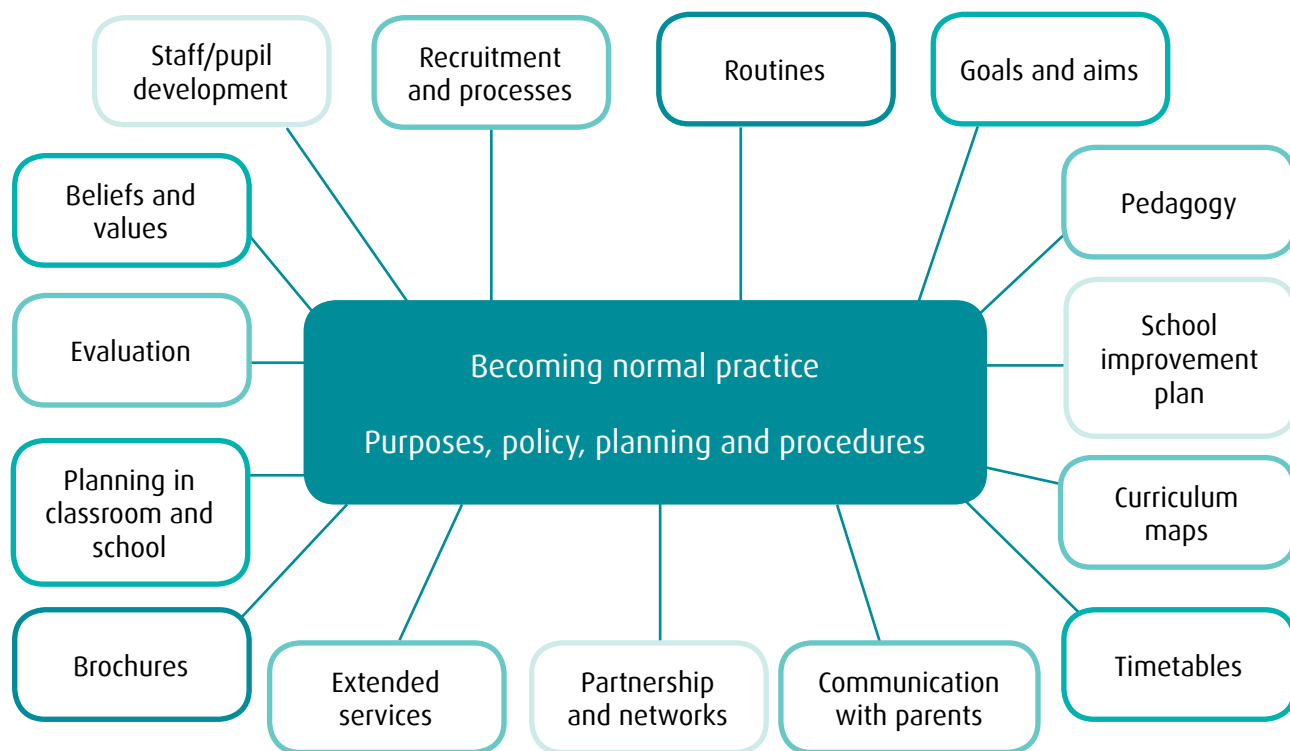 Staff/pupil
development
Recruitment
and processes
Routines
Goals and aims
Beliefs and
values
Pedagogy
Evaluation
School
improvement
plan
Becoming normal practice
Purposes, policy, planning and procedures
Planning in
classroom and
school
Curriculum
maps
Brochures
Extended
services
Partnership
and networks
Communication
with parents
Timetables